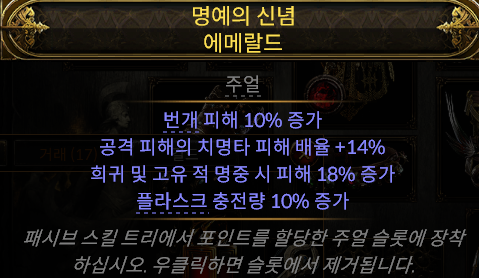 명예의 신념
에메랄드
주얼
번개 피해 10% 증가
공격 피해의 치명타 피해 배율 +14%
희귀 및 고유 적 명중 시 피해 18% 증가
플라스크 충전량 10% 증가
패시브 스킬 트리에서 포인트를 할당한 주얼 슬롯에 장착
하십시오. 우클릭하면 슬롯에서 제거됩니다.